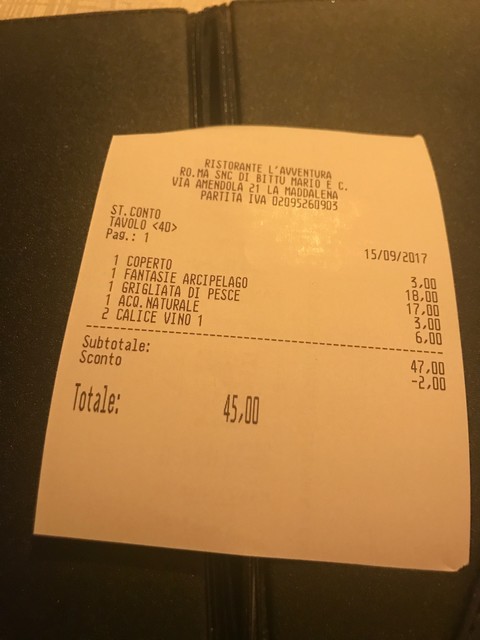 RISTORANTE L'AVVENTURA
RO.MA SNC DI BITTU MARIO E C.
VIA AMENDOLA 21 LA MADDALENA
PARTITA IVA 02095260903
ST.CONTO
TAVOLO <40>
Pag.: 1
15/09/2017
1 COPERTO 3,00
1 FANTASIE ARCIPELAGO 18,00
1 GRIGLIATA DI PESCE 17,00
1 ACQ.NATURALE 3,00
2 CALICE VINO 1 6,00
Subtotale: 47,00
Sconto -2,00
Totale: 45,00